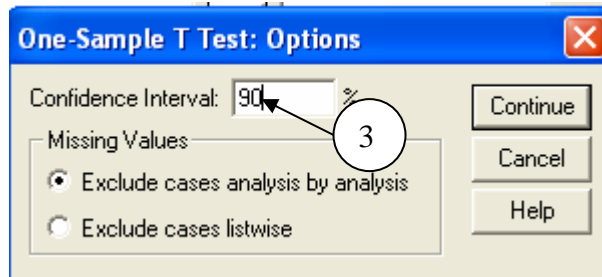 One-Sample T Test: Options
Confidence Interval: 90 %
Continue
Missing Values
3
Cancel
Exclude cases analysis by analysis
Help
Exclude cases listwise